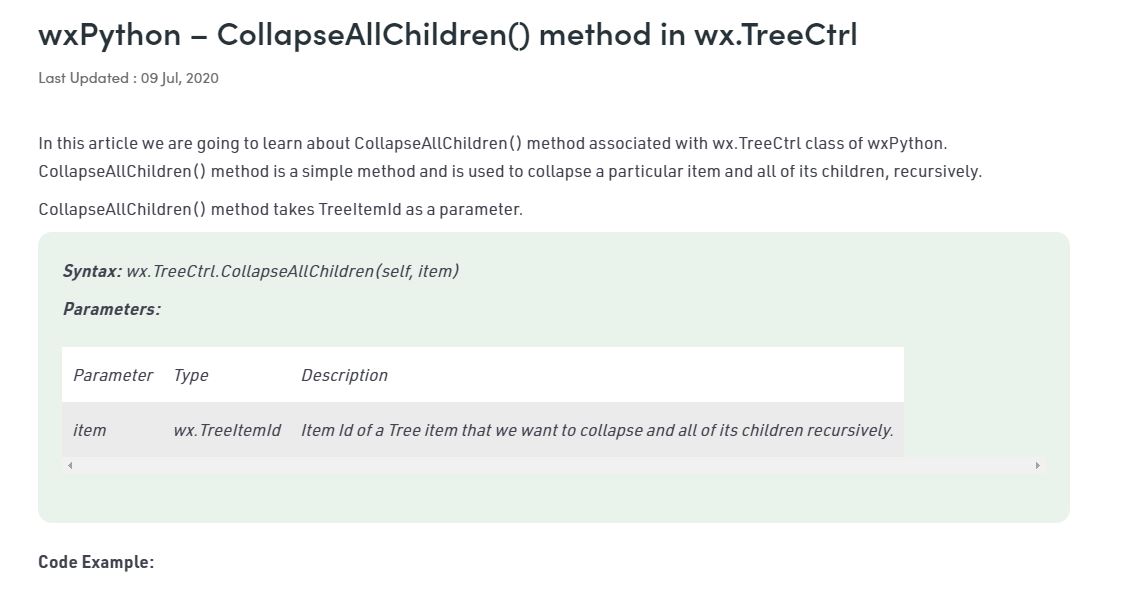 wxPython – CollapseAllChildren() method in wx.TreeCtrl
Last Updated : 09 Jul, 2020
In this article we are going to learn about CollapseAllChildren() method associated with wx.TreeCtrl class of wxPython.
CollapseAllChildren() method is a simple method and is used to collapse a particular item and all of its children, recursively.
CollapseAllChildren() method takes TreeItemId as a parameter.
Syntax: wx.TreeCtrl.CollapseAllChildren(self, item)
Parameters:
Parameter Type Description
item wx.TreeItemId Item Id of a Tree item that we want to collapse and all of its children recursively.
Code Example: